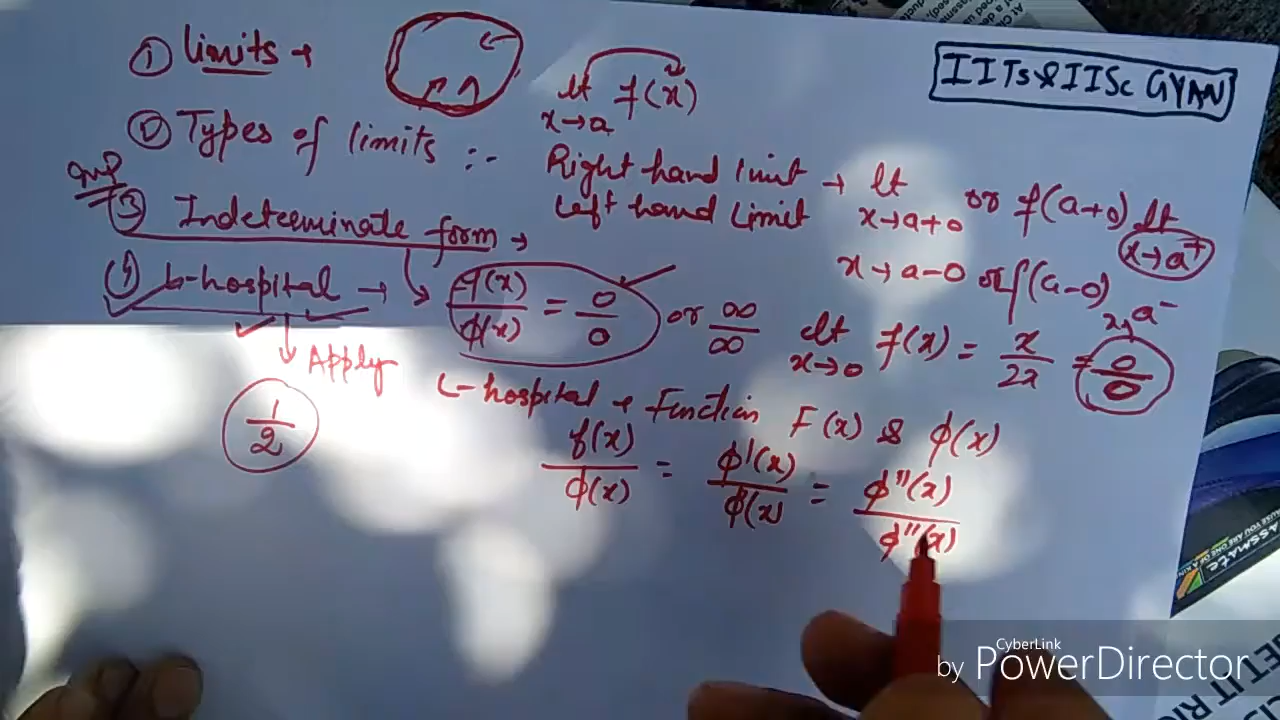 ① limits →
lt f(x)
x→a
IITs & IISc GYAN
② Types of limits :-
Right hand limit → lt or f(a+0) lt
x→a+0 x→a⁺
Left hand Limit
x→a-0 or f(a-0)
x→a⁻
Imp
③ Indeterminate form →
④ L-hospital → f(x)/ϕ(x) = 0/0 or ∞/∞
lt f(x) = x/2x = 0/0
x→0
Apply
1/2
L-hospital → Function F(x) & ϕ(x)
f(x)/ϕ(x) = ϕ'(x)/ϕ'(x) = ϕ''(x)/ϕ''(x)
CyberLink
by PowerDirector